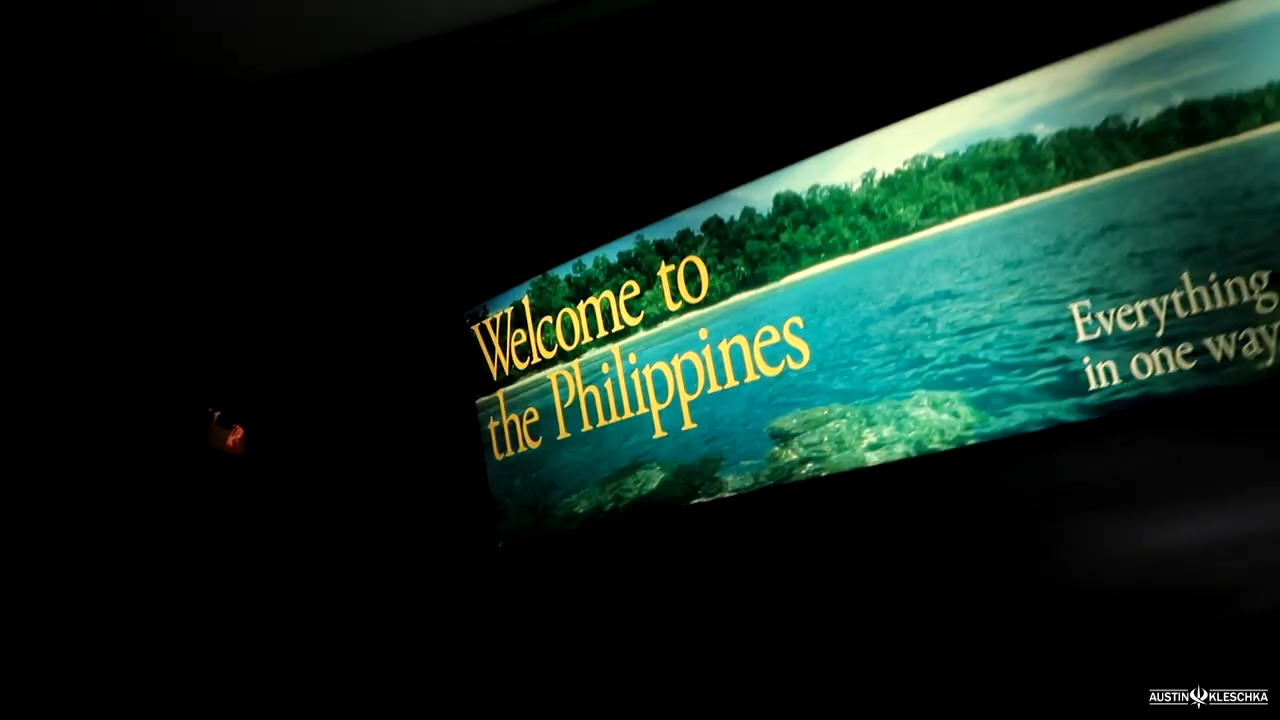 Welcome to
the Philippines
Everything
in one way
AUSTIN KLESCHKA